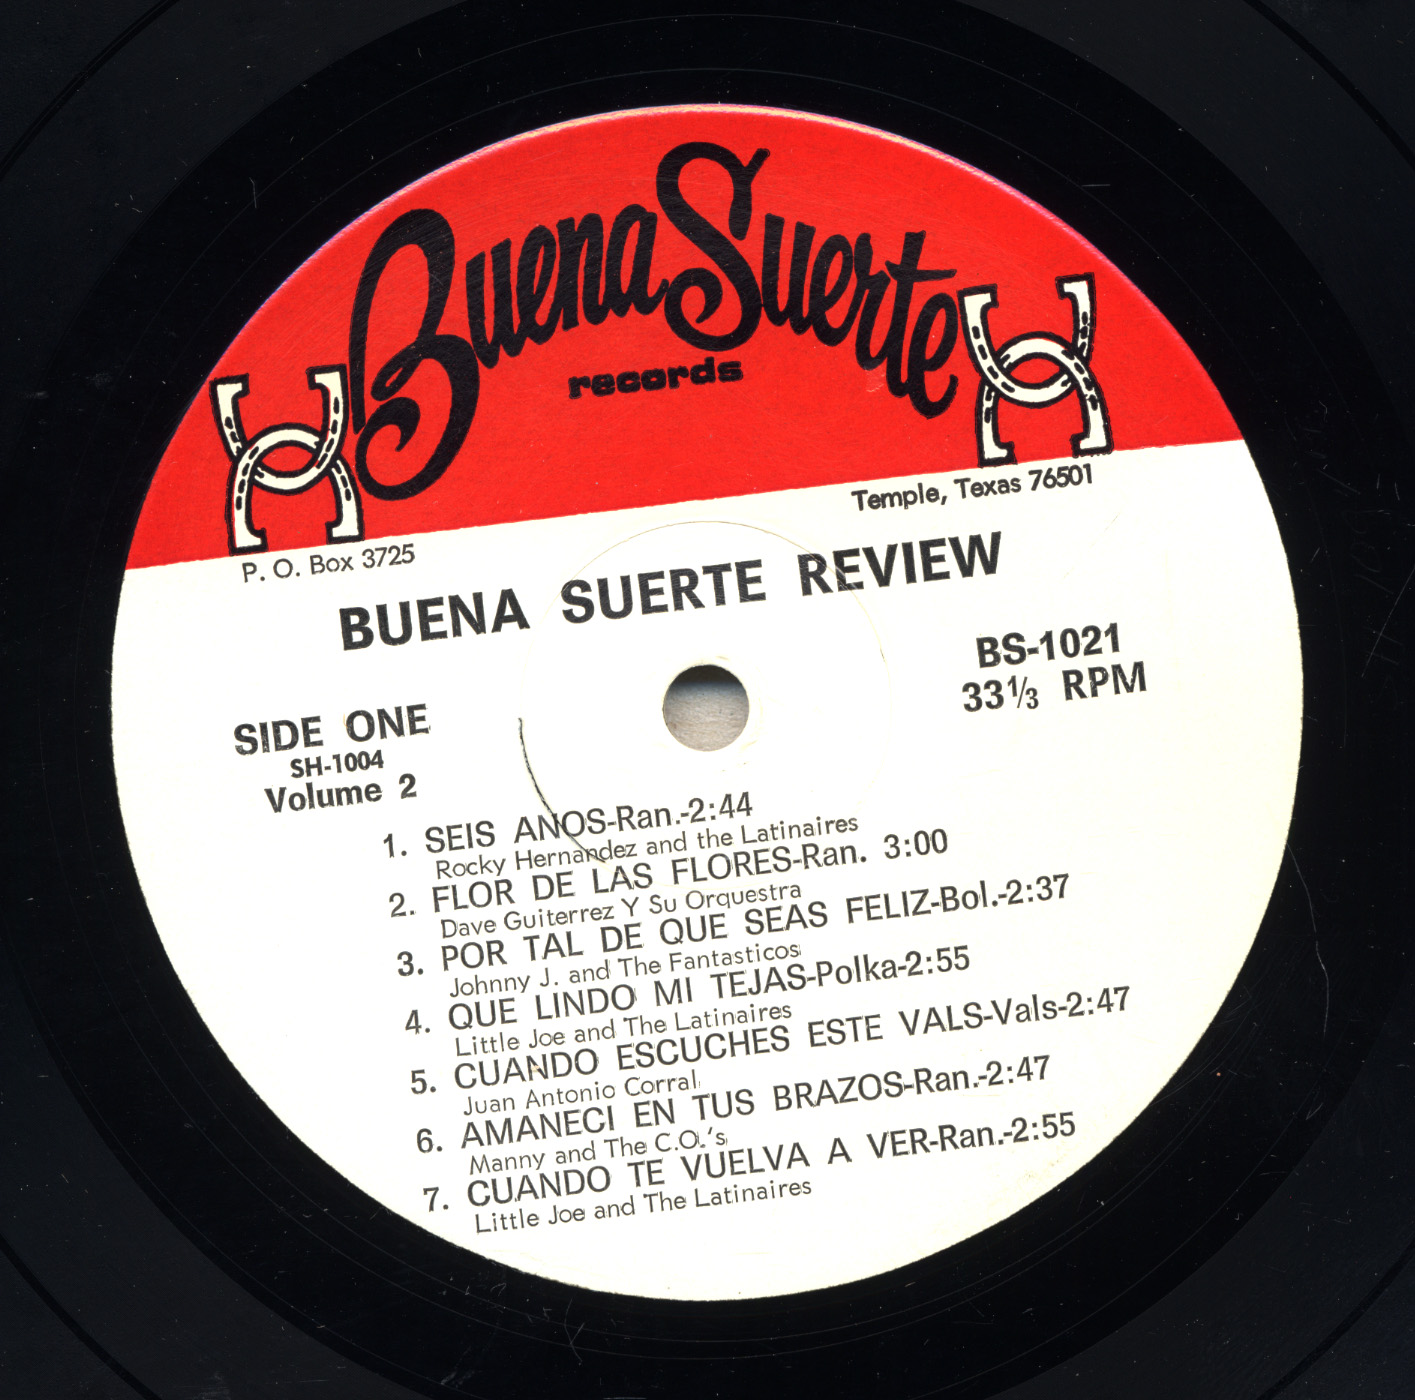 Buena Suerte
records
P. O. Box 3725
Temple, Texas 76501
BUENA SUERTE REVIEW
BS-1021
33⅓ RPM
SIDE ONE
SH-1004
Volume 2
1. SEIS ANOS-Ran.-2:44
Rocky Hernandez and the Latinaires
2. FLOR DE LAS FLORES-Ran. 3:00
Dave Guiterrez Y Su Orquestra
3. POR TAL DE QUE SEAS FELIZ-Bol.-2:37
Johnny J. and The Fantasticos
4. QUE LINDO MI TEJAS-Polka-2:55
Little Joe and The Latinaires
5. CUANDO ESCUCHES ESTE VALS-Vals-2:47
Juan Antonio Corral
6. AMANECI EN TUS BRAZOS-Ran.-2:47
Manny and The C.O.'s
7. CUANDO TE VUELVA A VER-Ran.-2:55
Little Joe and The Latinaires